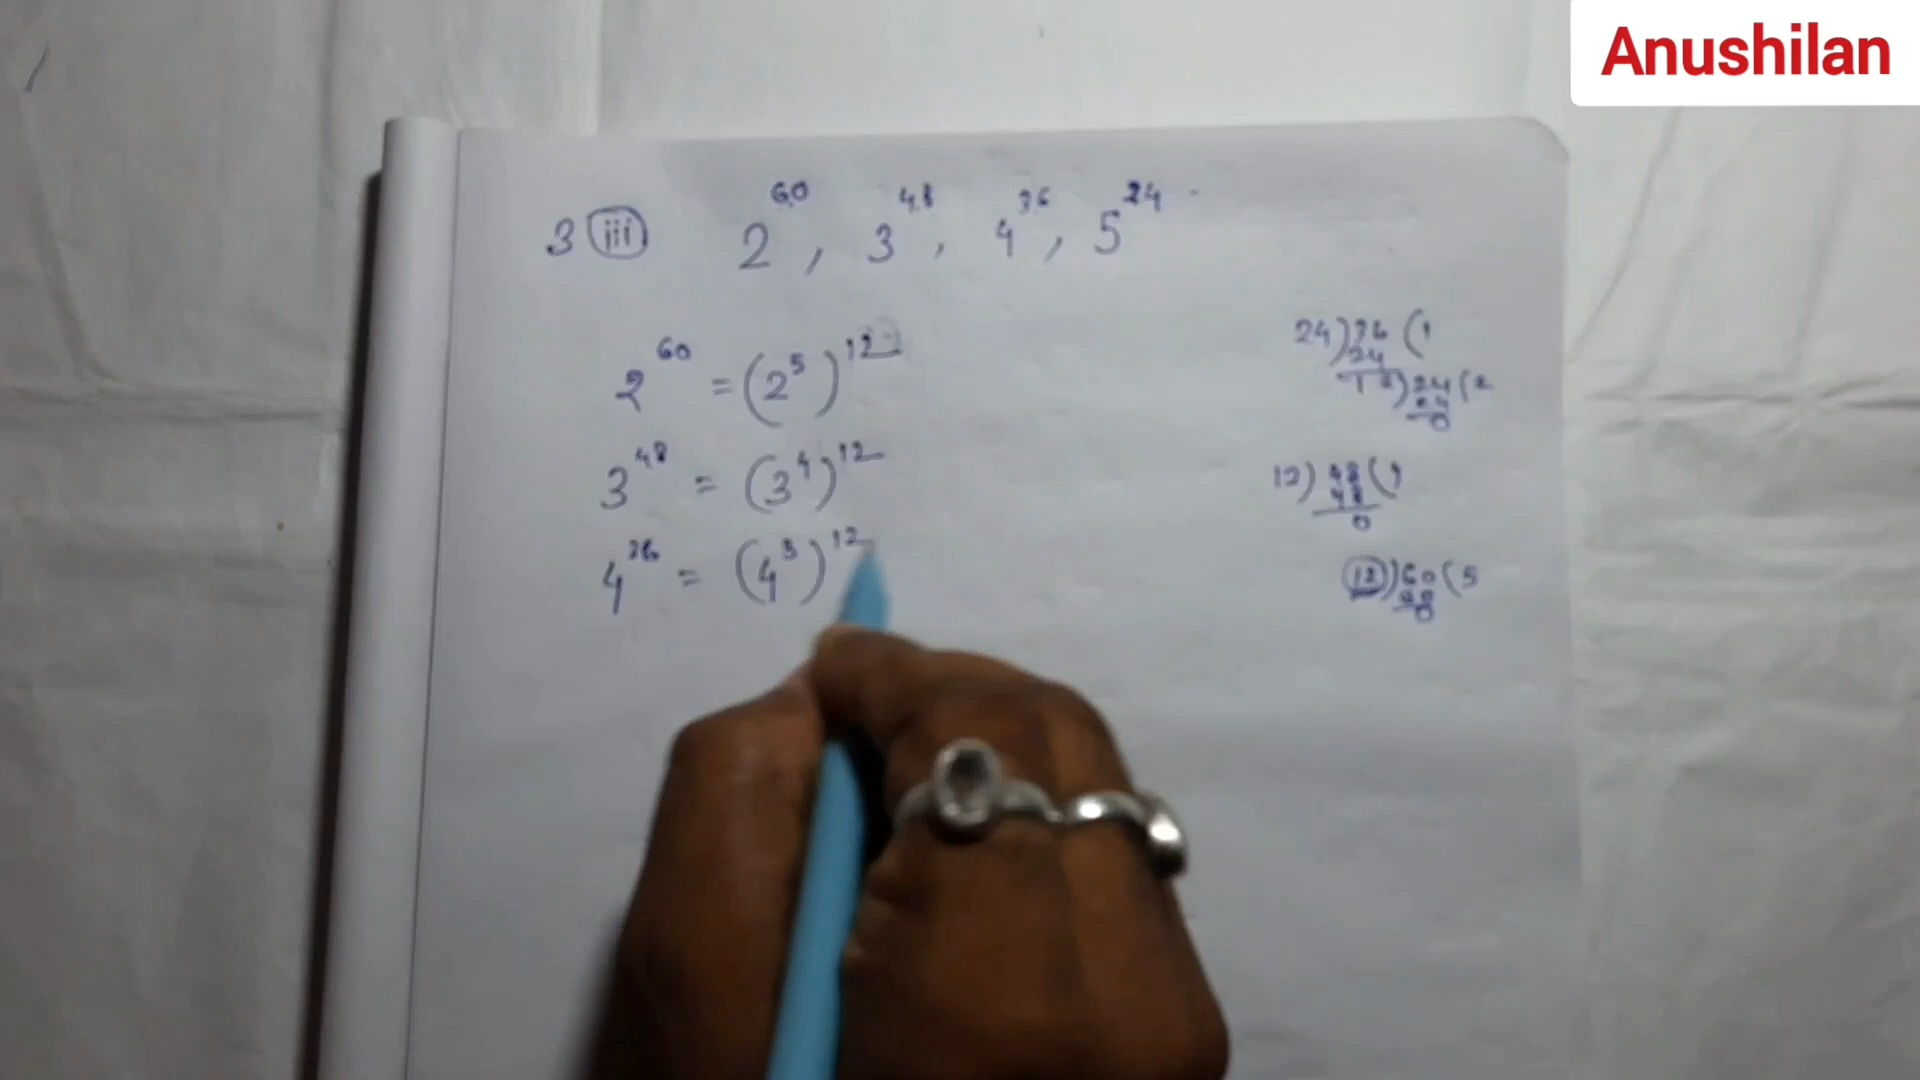 Anushilan
3 (iii) 2^60, 3^48, 4^36, 5^24
2^60 = (2^5)^12
3^48 = (3^4)^12
4^36 = (4^3)^12
24)36(1
24
12)24(2
24
0
12)48(
48
0
12)60(5
60
0